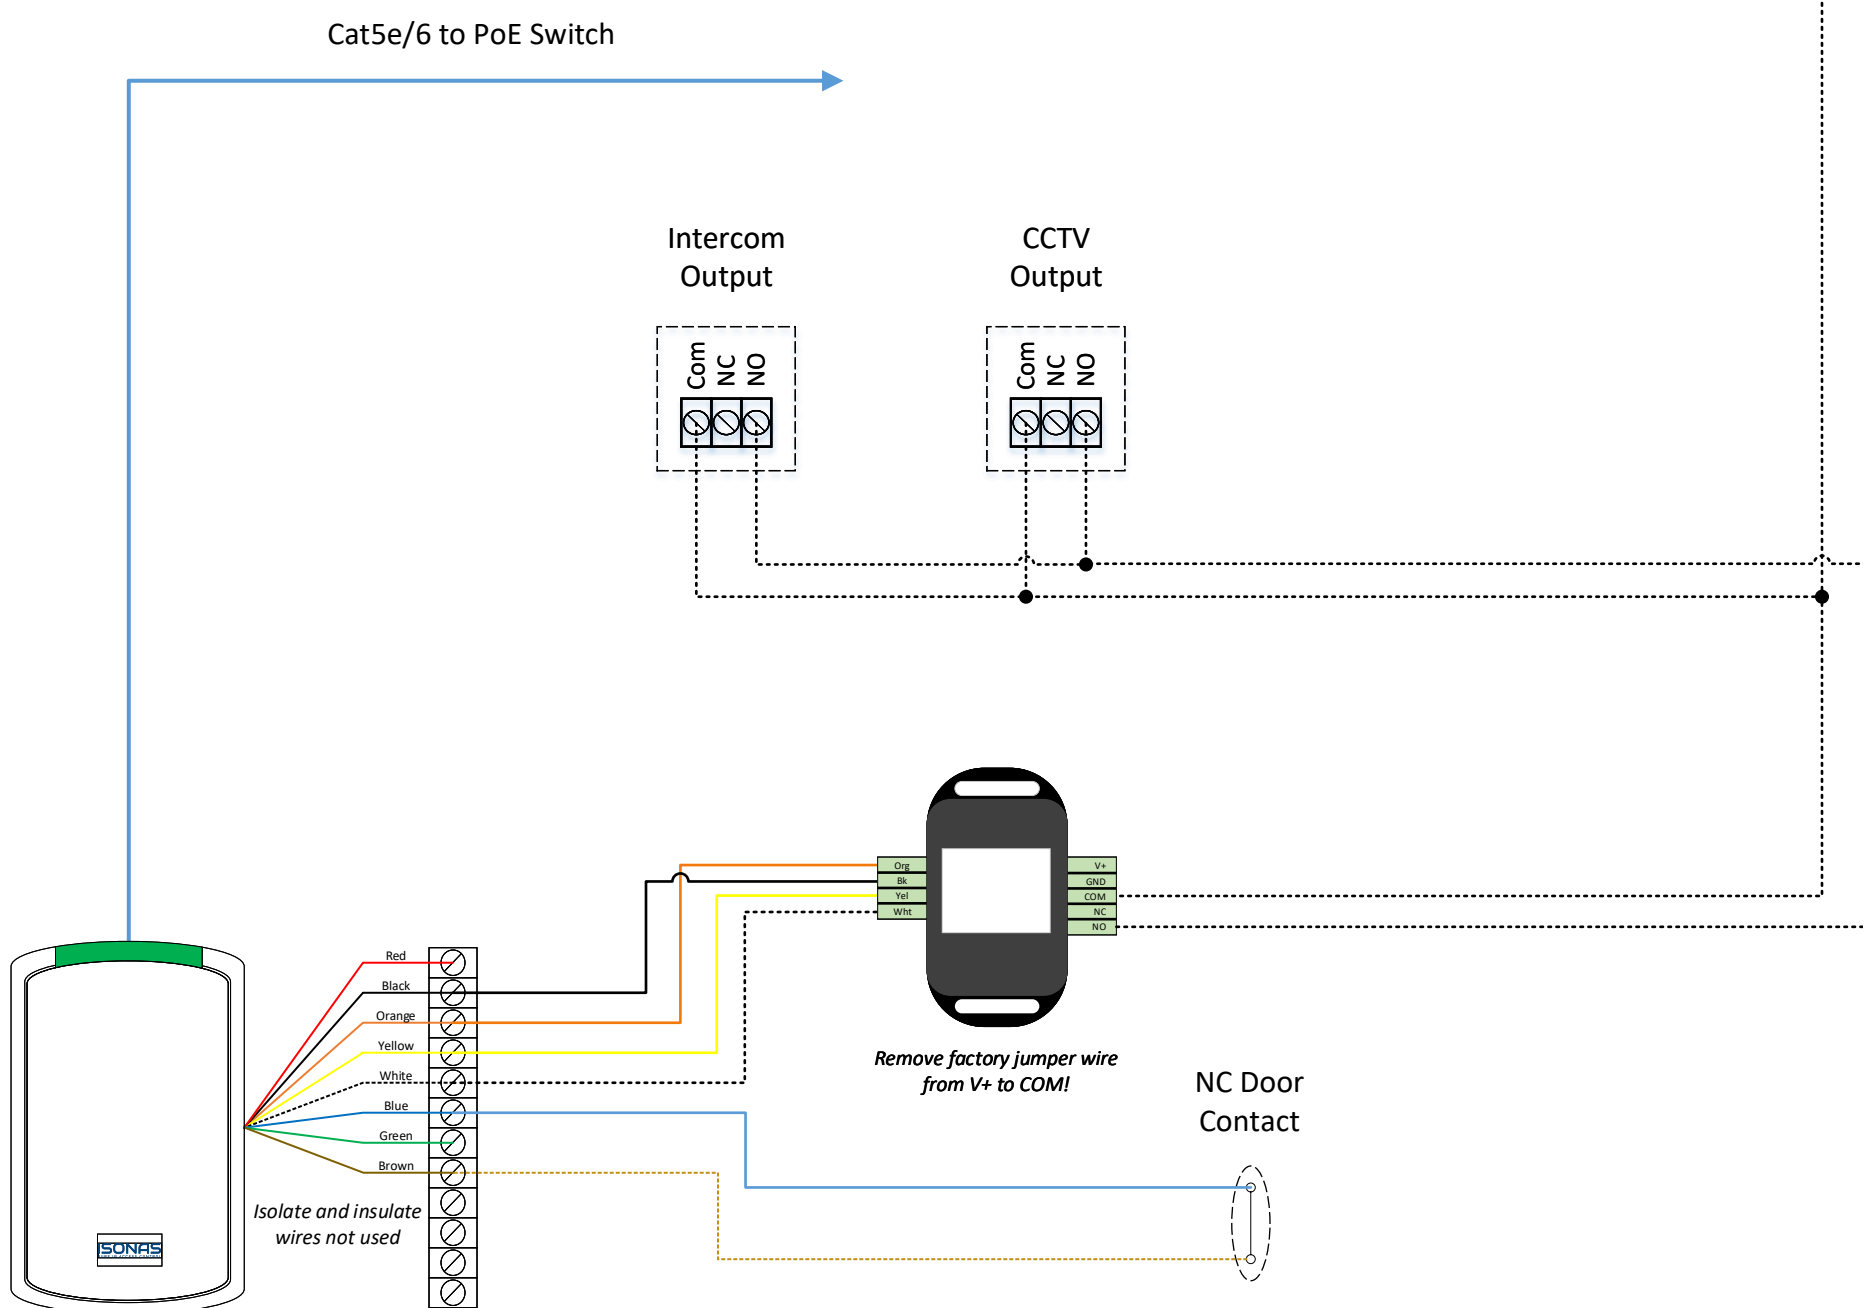 Cat5e/6 to PoE Switch
Intercom
Output
CCTV
Output
Com
NC
NO
Com
NC
NO
Org
Bk
Yel
Wht
V+
GND
COM
NC
NO
Remove factory jumper wire
from V+ to COM!
Red
Black
Orange
Yellow
White
Blue
Green
Brown
Isolate and insulate
wires not used
NC Door
Contact
ISONAS